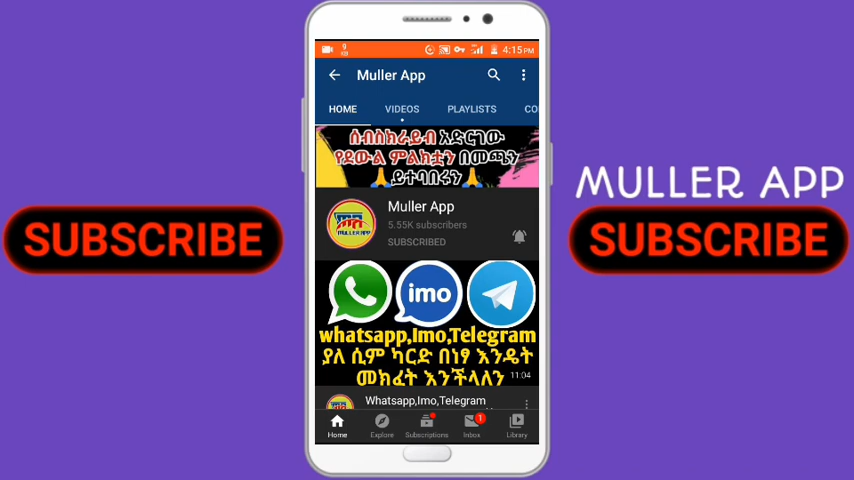 4:15 PM
Muller App
HOME
VIDEOS
PLAYLISTS
CO
ሰብስክራይብ አድርገው
የደውል ምልክቷን በመጫን
ይተባበሩን
MULLER APP
Muller App
5.55K subscribers
SUBSCRIBED
SUBSCRIBE
SUBSCRIBE
MULLER APP
imo
whatsapp,Imo,Telegram
ያለ ሲም ካርድ በነፃ እንዴት
መክፈት እንችላለን
11:04
Whatsapp,Imo,Telegram
Home
Explore
Subscriptions
1
Inbox
Library